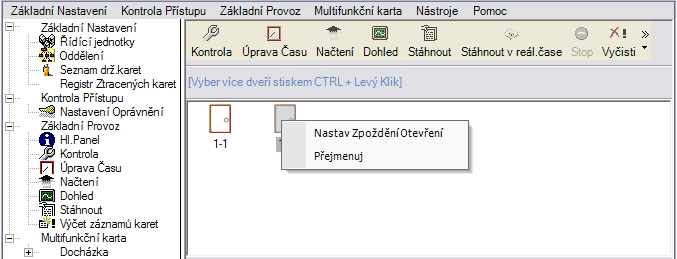 Základní Nastavení Kontrola Přístupu Základní Provoz Multifunkční karta Nástroje Pomoc
Základní Nastavení
Řídící jednotky
Oddělení
Seznam drž.karet
Registr Ztracených karet
Kontrola Přístupu
Nastavení Oprávnění
Základní Provoz
Hl.Panel
Kontrola
Úprava Času
Načtení
Dohled
Stáhnout
Výčet záznamů karet
Multifunkční karta
Docházka
Kontrola Úprava Času Načtení Dohled Stáhnout Stáhnout v reál.čase Stop Vyčisti
[Vyber více dveří stiskem CTRL + Levý Klik]
1-1
Nastav Zpoždění Otevření
Přejmenuj